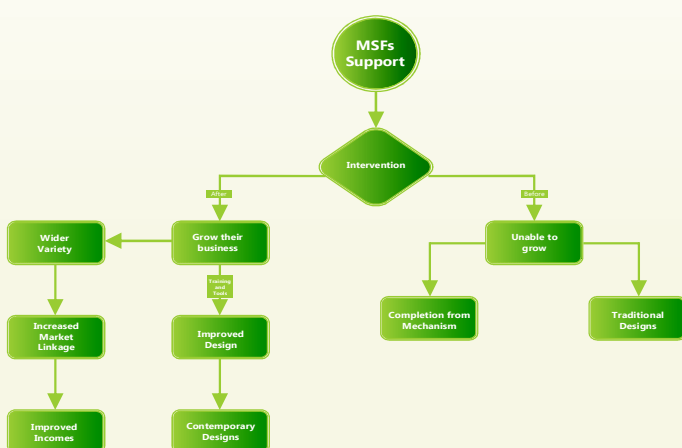 MSFs
Support
Intervention
After
Before
Wider
Variety
Grow their
business
Unable to
grow
Training
and
Tools
Increased
Market
Linkage
Improved
Design
Completion from
Mechanism
Traditional
Designs
Improved
Incomes
Contemporary
Designs